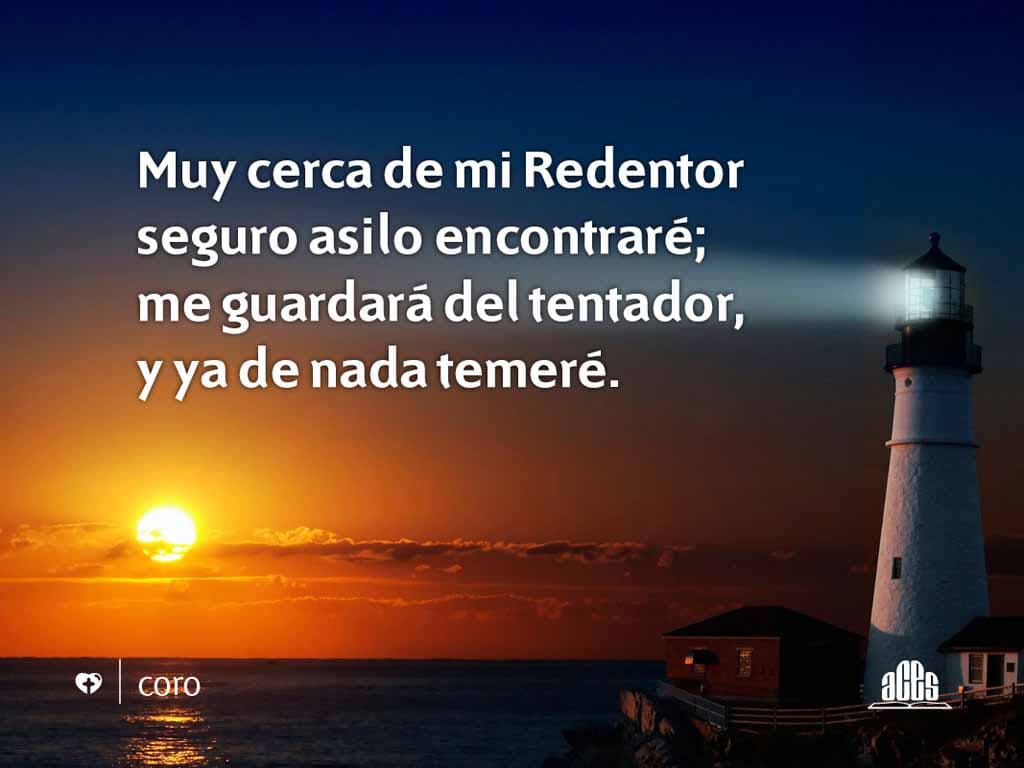 Muy cerca de mi Redentor
seguro asilo encontraré;
me guardará del tentador,
y ya de nada temeré.
coro
aces